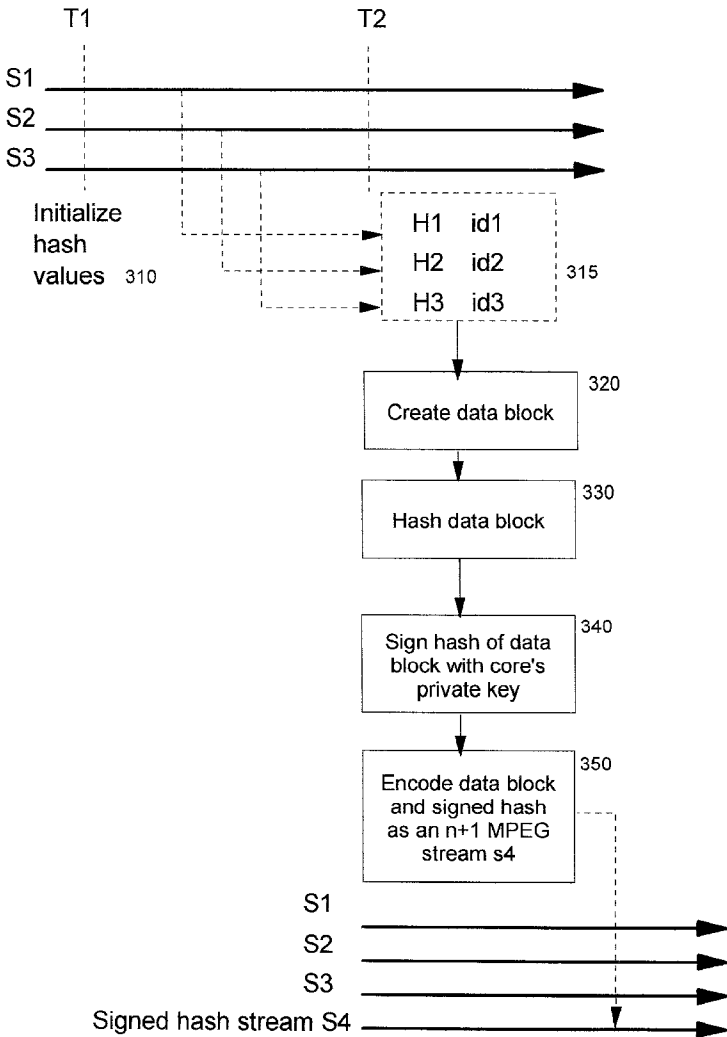 T1 T2
S1
S2
S3
Initialize
hash
values 310
H1 id1
H2 id2
H3 id3
315
320
Create data block
330
Hash data block
340
Sign hash of data
block with core's
private key
350
Encode data block
and signed hash
as an n+1 MPEG
stream s4
S1
S2
S3
Signed hash stream S4